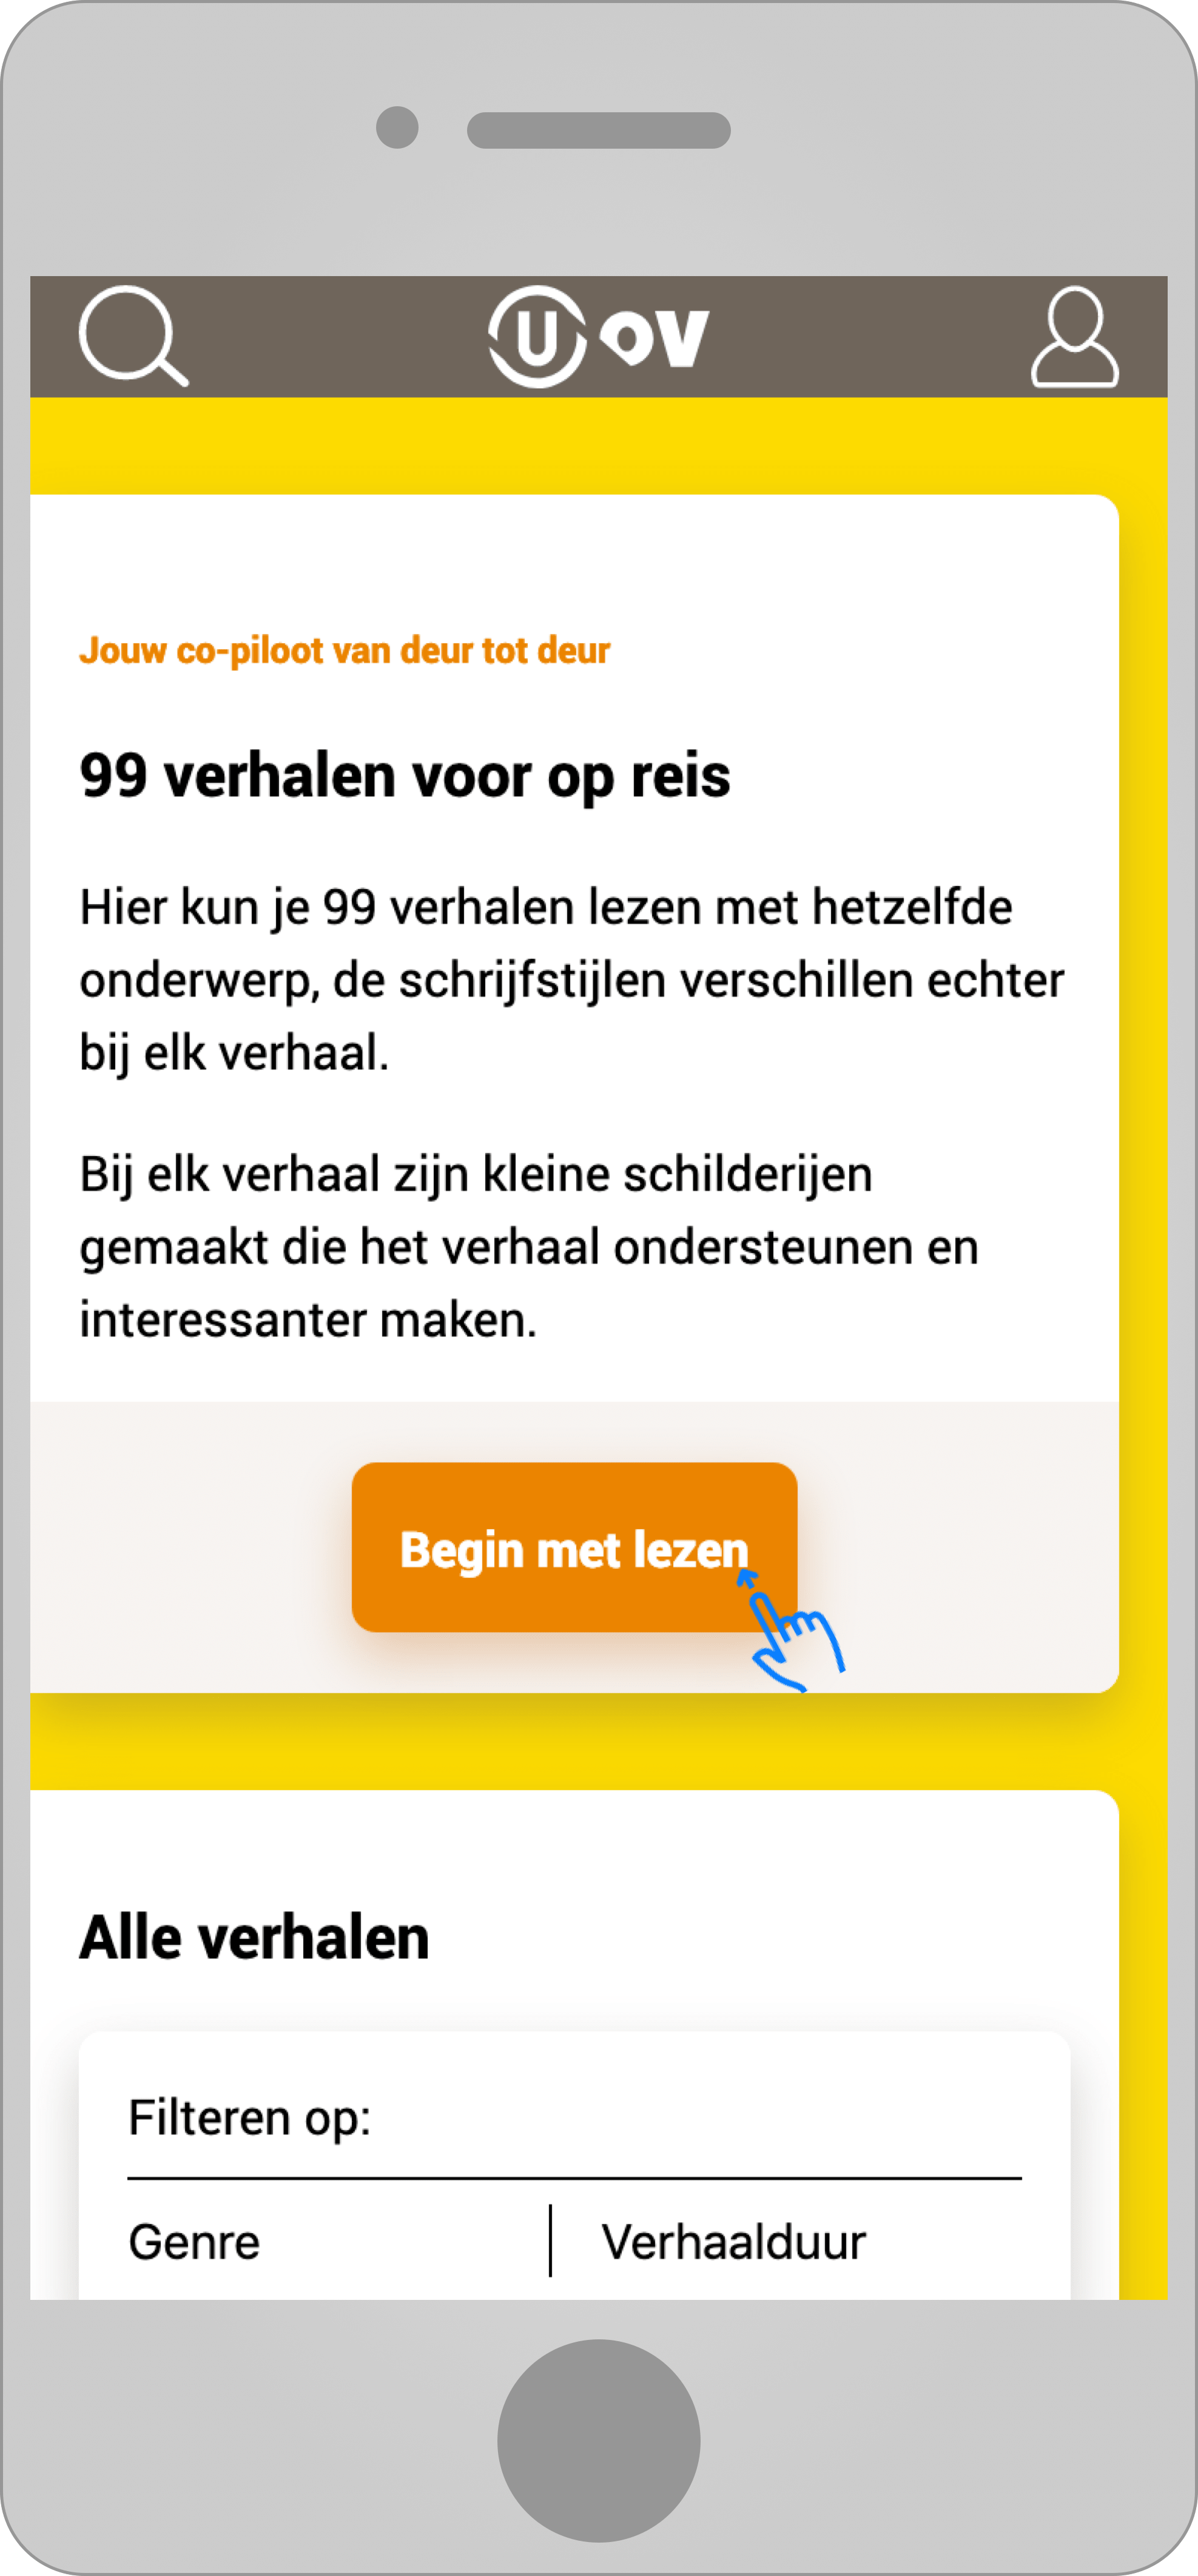 U OV
Jouw co-piloot van deur tot deur
99 verhalen voor op reis
Hier kun je 99 verhalen lezen met hetzelfde
onderwerp, de schrijfstijlen verschillen echter
bij elk verhaal.
Bij elk verhaal zijn kleine schilderijen
gemaakt die het verhaal ondersteunen en
interessanter maken.
Begin met lezen
Alle verhalen
Filteren op:
Genre
Verhaalduur